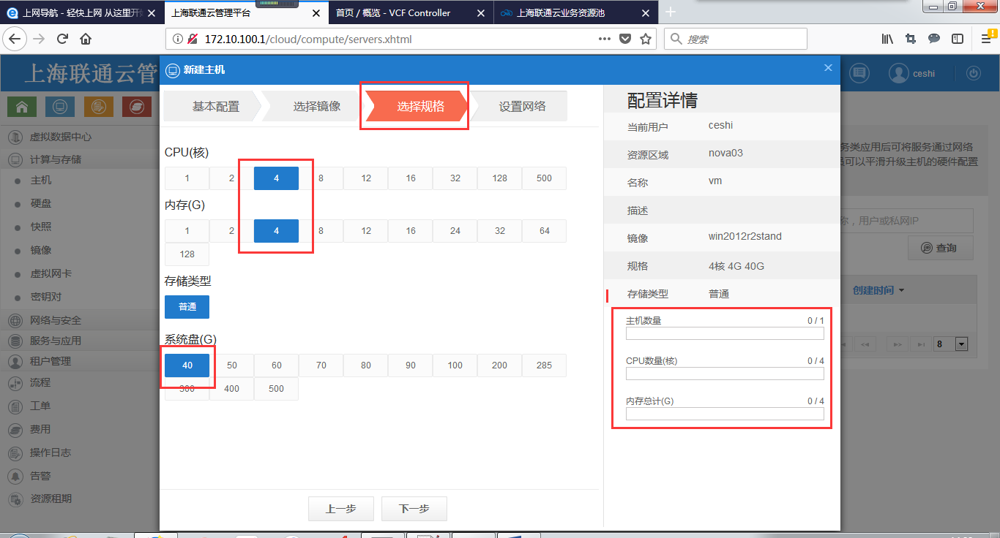 上网导航 - 轻快上网 从这里开
上海联通云管理平台
首页 / 概览 - VCF Controller
上海联通云业务资源池
172.10.100.1/cloud/compute/servers.xhtml
搜索
上海联通云管
ceshi
新建主机
基本配置
选择镜像
选择规格
设置网络
虚拟数据中心
计算与存储
主机
硬盘
快照
镜像
虚拟网卡
密钥对
网络与安全
服务与应用
租户管理
流程
工单
费用
操作日志
告警
资源租期
CPU(核)
1 2 4 8 12 16 32 128 500
内存(G)
1 2 4 8 12 16 24 32 64
128
存储类型
普通
系统盘(G)
40 50 60 70 80 90 100 200 285
300 400 500
上一步 下一步
配置详情
当前用户 ceshi
资源区域 nova03
名称 vm
描述
镜像 win2012r2stand
规格 4核 4G 40G
存储类型 普通
主机数量 0 / 1
CPU数量(核) 0 / 4
内存总计(G) 0 / 4
务类应用后可将服务通过网络
可以平滑升级主机的硬件配置
用户或私网IP
查询
创建时间
8